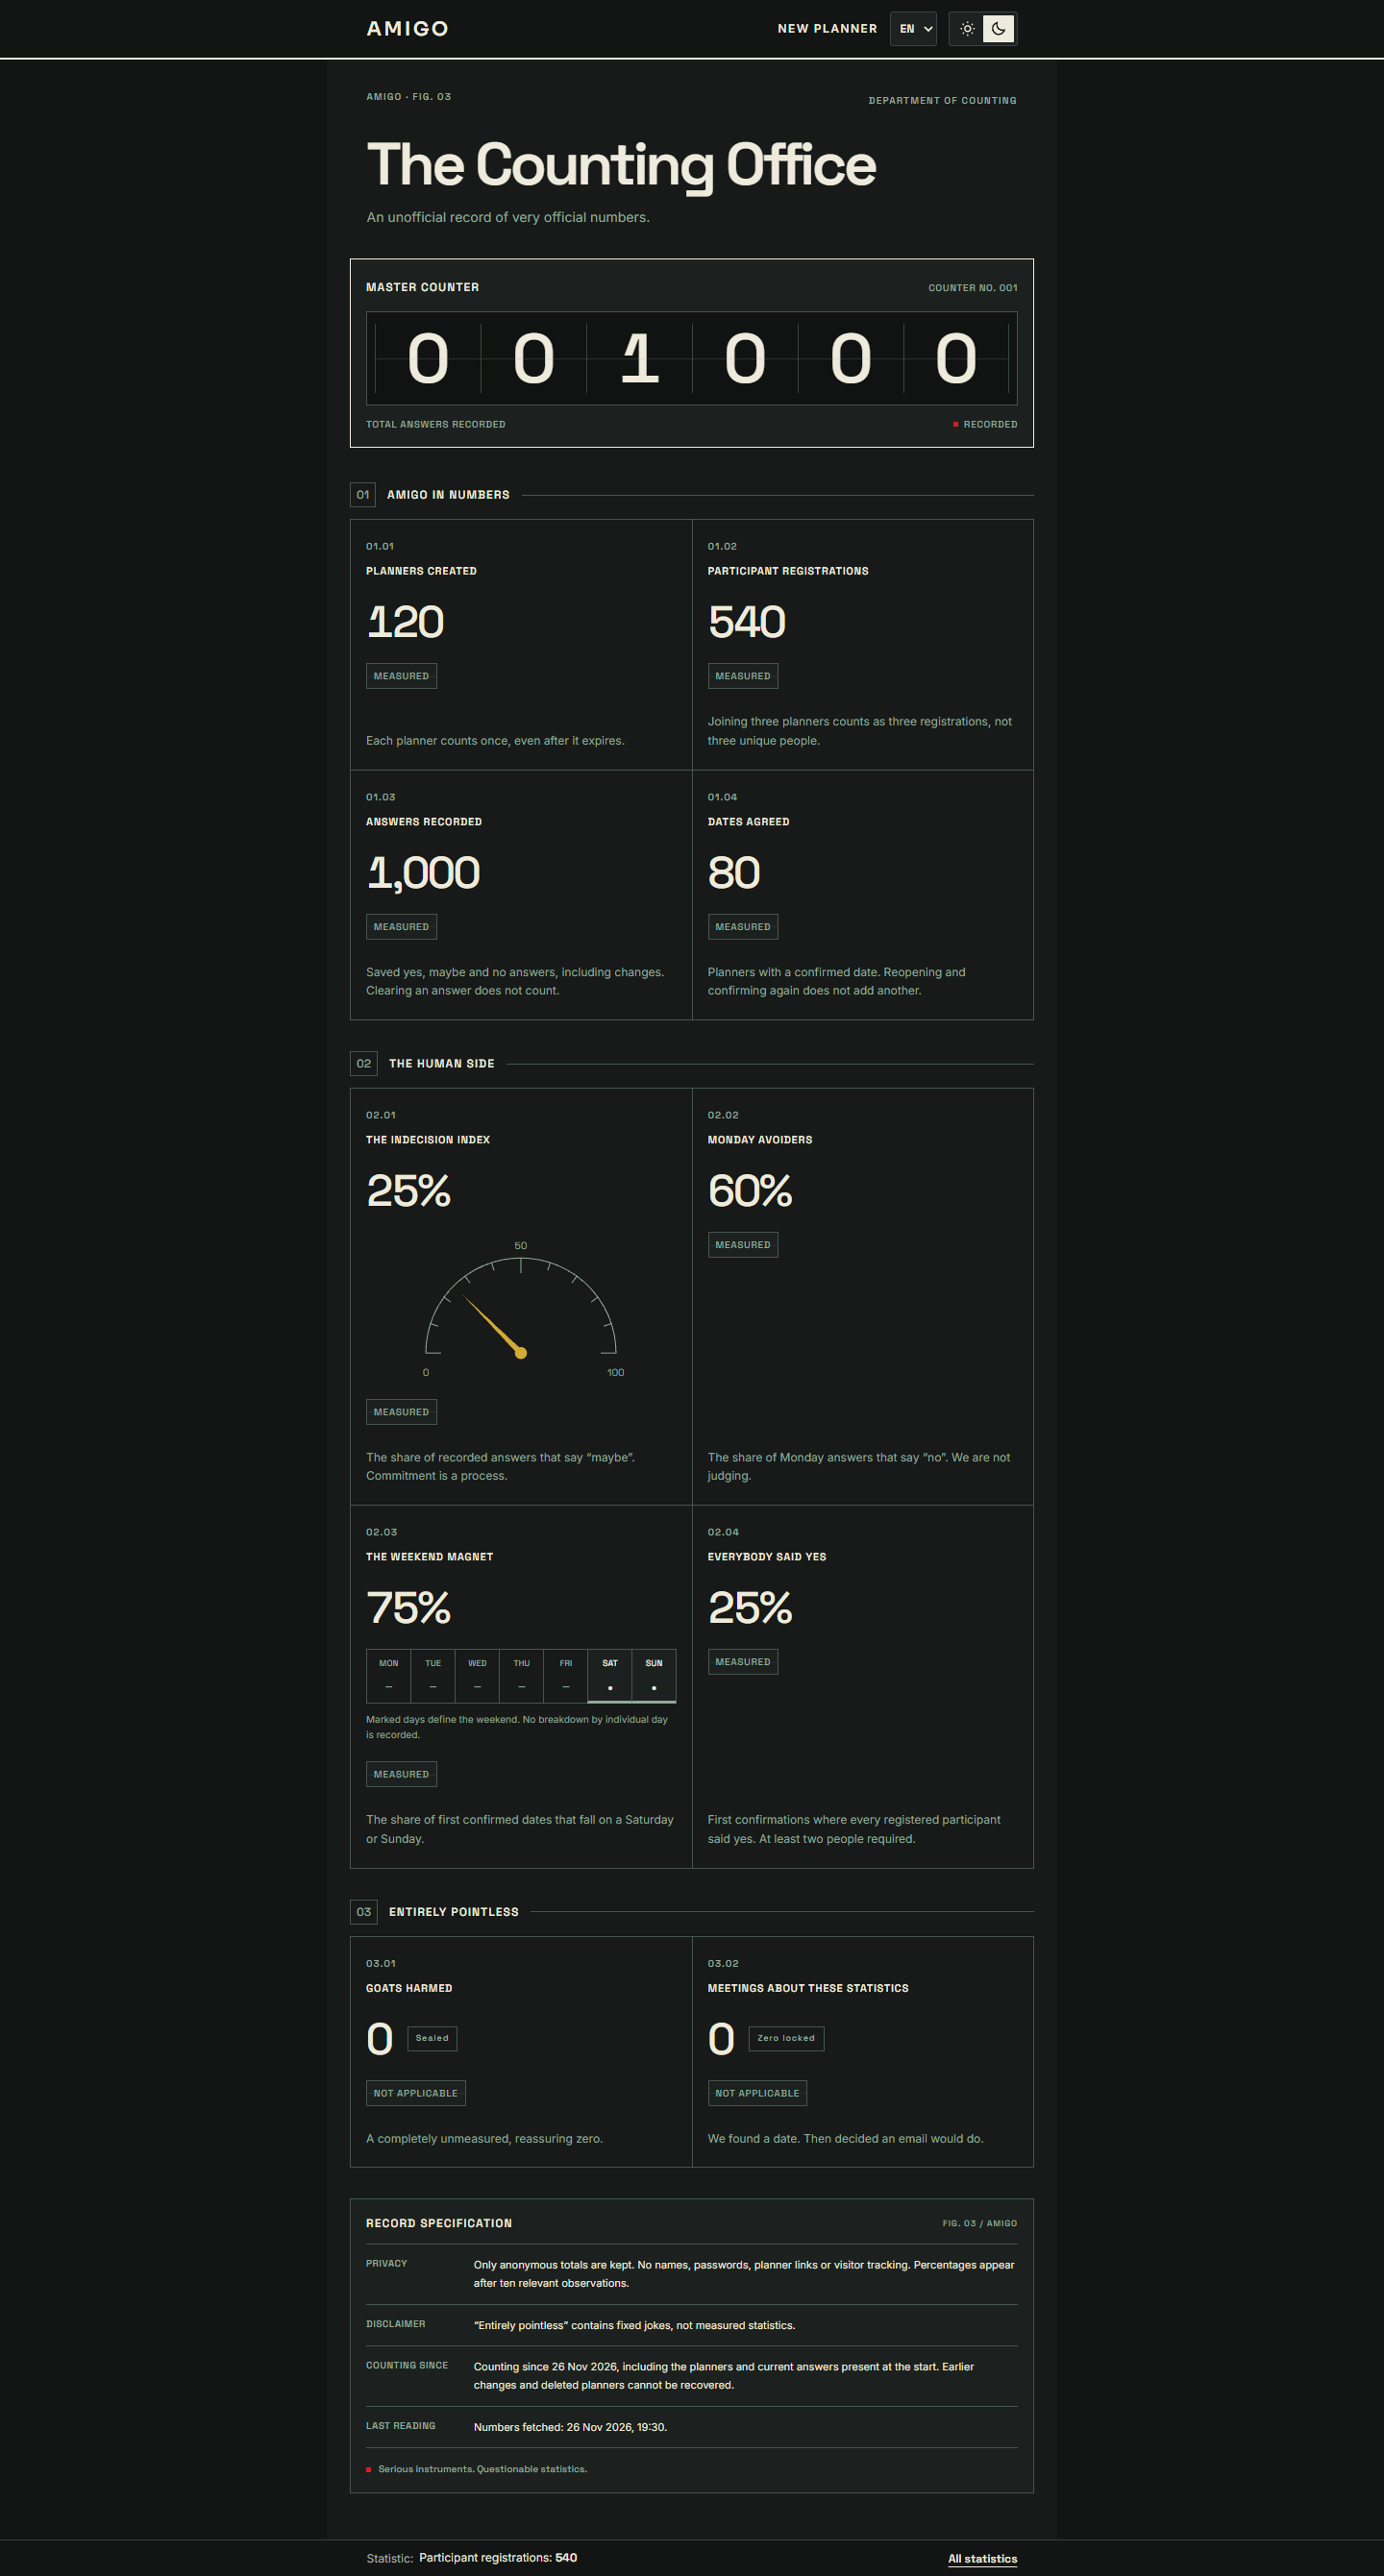 AMIGO
NEW PLANNER
EN
AMIGO · FIG. 03
DEPARTMENT OF COUNTING
The Counting Office
An unofficial record of very official numbers.
MASTER COUNTER
COUNTER NO. 001
0 0 1 0 0 0
TOTAL ANSWERS RECORDED
RECORDED
01
AMIGO IN NUMBERS
01.01
PLANNERS CREATED
120
MEASURED
Each planner counts once, even after it expires.
01.02
PARTICIPANT REGISTRATIONS
540
MEASURED
Joining three planners counts as three registrations, not
three unique people.
01.03
ANSWERS RECORDED
1,000
MEASURED
Saved yes, maybe and no answers, including changes.
Clearing an answer does not count.
01.04
DATES AGREED
80
MEASURED
Planners with a confirmed date. Reopening and
confirming again does not add another.
02
THE HUMAN SIDE
02.01
THE INDECISION INDEX
25%
50
0
100
MEASURED
The share of recorded answers that say “maybe”.
Commitment is a process.
02.02
MONDAY AVOIDERS
60%
MEASURED
The share of Monday answers that say “no”. We are not
judging.
02.03
THE WEEKEND MAGNET
75%
MON TUE WED THU FRI SAT SUN
– – – – – • •
Marked days define the weekend. No breakdown by individual day
is recorded.
MEASURED
The share of first confirmed dates that fall on a Saturday
or Sunday.
02.04
EVERYBODY SAID YES
25%
MEASURED
First confirmations where every registered participant
said yes. At least two people required.
03
ENTIRELY POINTLESS
03.01
GOATS HARMED
0
Sealed
NOT APPLICABLE
A completely unmeasured, reassuring zero.
03.02
MEETINGS ABOUT THESE STATISTICS
0
Zero locked
NOT APPLICABLE
We found a date. Then decided an email would do.
RECORD SPECIFICATION
FIG. 03 / AMIGO
PRIVACY
Only anonymous totals are kept. No names, passwords, planner links or visitor tracking. Percentages appear
after ten relevant observations.
DISCLAIMER
“Entirely pointless” contains fixed jokes, not measured statistics.
COUNTING SINCE
Counting since 26 Nov 2026, including the planners and current answers present at the start. Earlier
changes and deleted planners cannot be recovered.
LAST READING
Numbers fetched: 26 Nov 2026, 19:30.
Serious instruments. Questionable statistics.
Statistic: Participant registrations: 540
All statistics